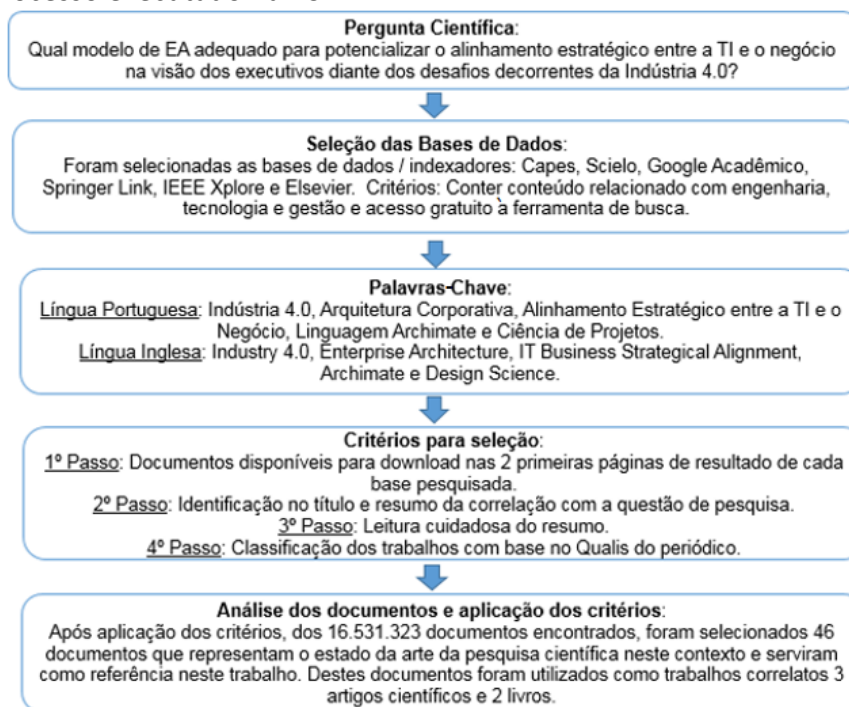 Pergunta Científica:
Qual modelo de EA adequado para potencializar o alinhamento estratégico entre a TI e o negócio
na visão dos executivos diante dos desafios decorrentes da Indústria 4.0?
Seleção das Bases de Dados:
Foram selecionadas as bases de dados / indexadores: Capes, Scielo, Google Acadêmico,
Springer Link, IEEE Xplore e Elsevier. Critérios: Conter conteúdo relacionado com engenharia,
tecnologia e gestão e acesso gratuito à ferramenta de busca.
Palavras-Chave:
Língua Portuguesa: Indústria 4.0, Arquitetura Corporativa, Alinhamento Estratégico entre a TI e o
Negócio, Linguagem Archimate e Ciência de Projetos.
Língua Inglesa: Industry 4.0, Enterprise Architecture, IT Business Strategical Alignment,
Archimate e Design Science.
Critérios para seleção:
1º Passo: Documentos disponíveis para download nas 2 primeiras páginas de resultado de cada
base pesquisada.
2º Passo: Identificação no título e resumo da correlação com a questão de pesquisa.
3º Passo: Leitura cuidadosa do resumo.
4º Passo: Classificação dos trabalhos com base no Qualis do periódico.
Análise dos documentos e aplicação dos critérios:
Após aplicação dos critérios, dos 16.531.323 documentos encontrados, foram selecionados 46
documentos que representam o estado da arte da pesquisa científica neste contexto e serviram
como referência neste trabalho. Destes documentos foram utilizados como trabalhos correlatos 3
artigos científicos e 2 livros.